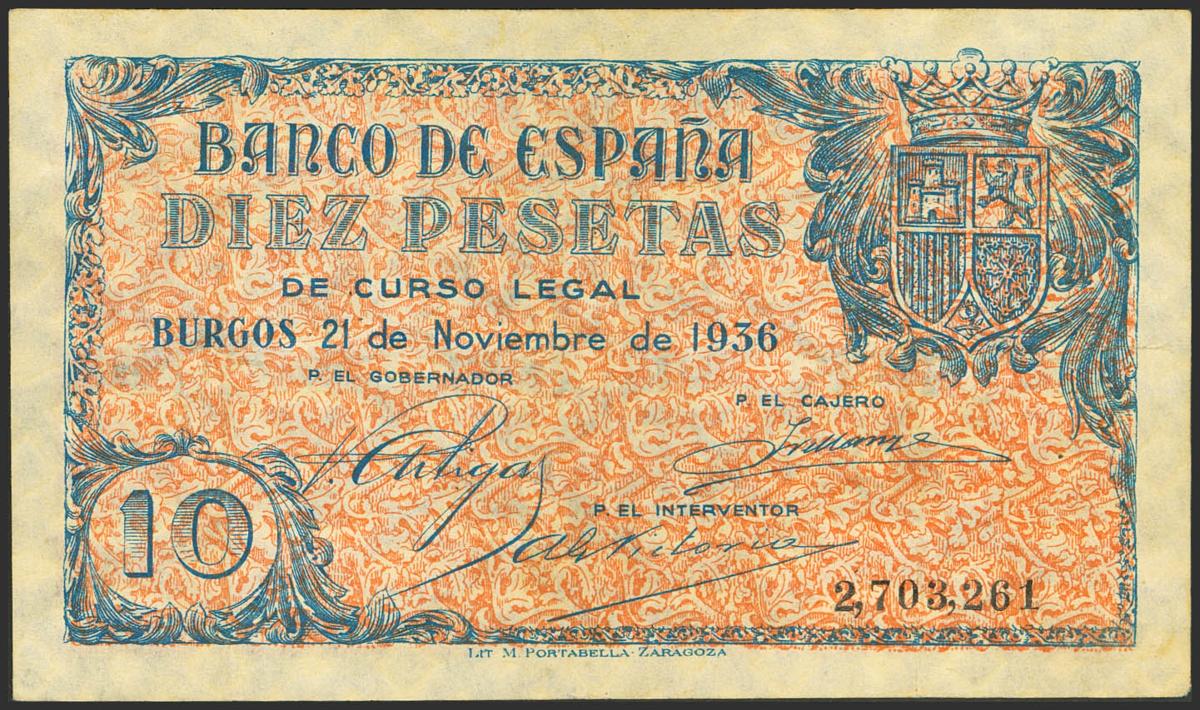 BANCO DE ESPAÑA
DIEZ PESETAS
DE CURSO LEGAL
BURGOS 21 de Noviembre de 1936
P. EL GOBERNADOR
P. EL CAJERO
P. EL INTERVENTOR
10
2,703,261
LIT M. PORTABELLA-ZARAGOZA